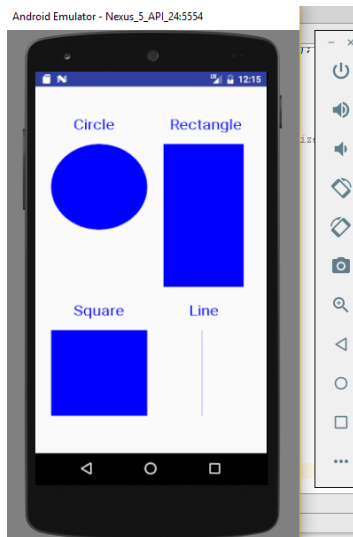 Android Emulator - Nexus_5_API_24:5554
12:15
Circle Rectangle
Square Line